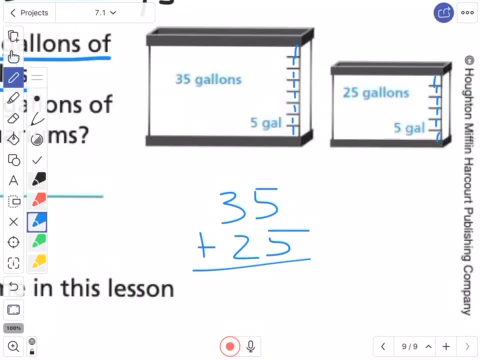 Projects
7.1
allons of
35 gallons
5 gal
25 gallons
5 gal
ons of
ms?
35
+ 25
e in this lesson
© Houghton Mifflin Harcourt Publishing Company
A
100%
9/9